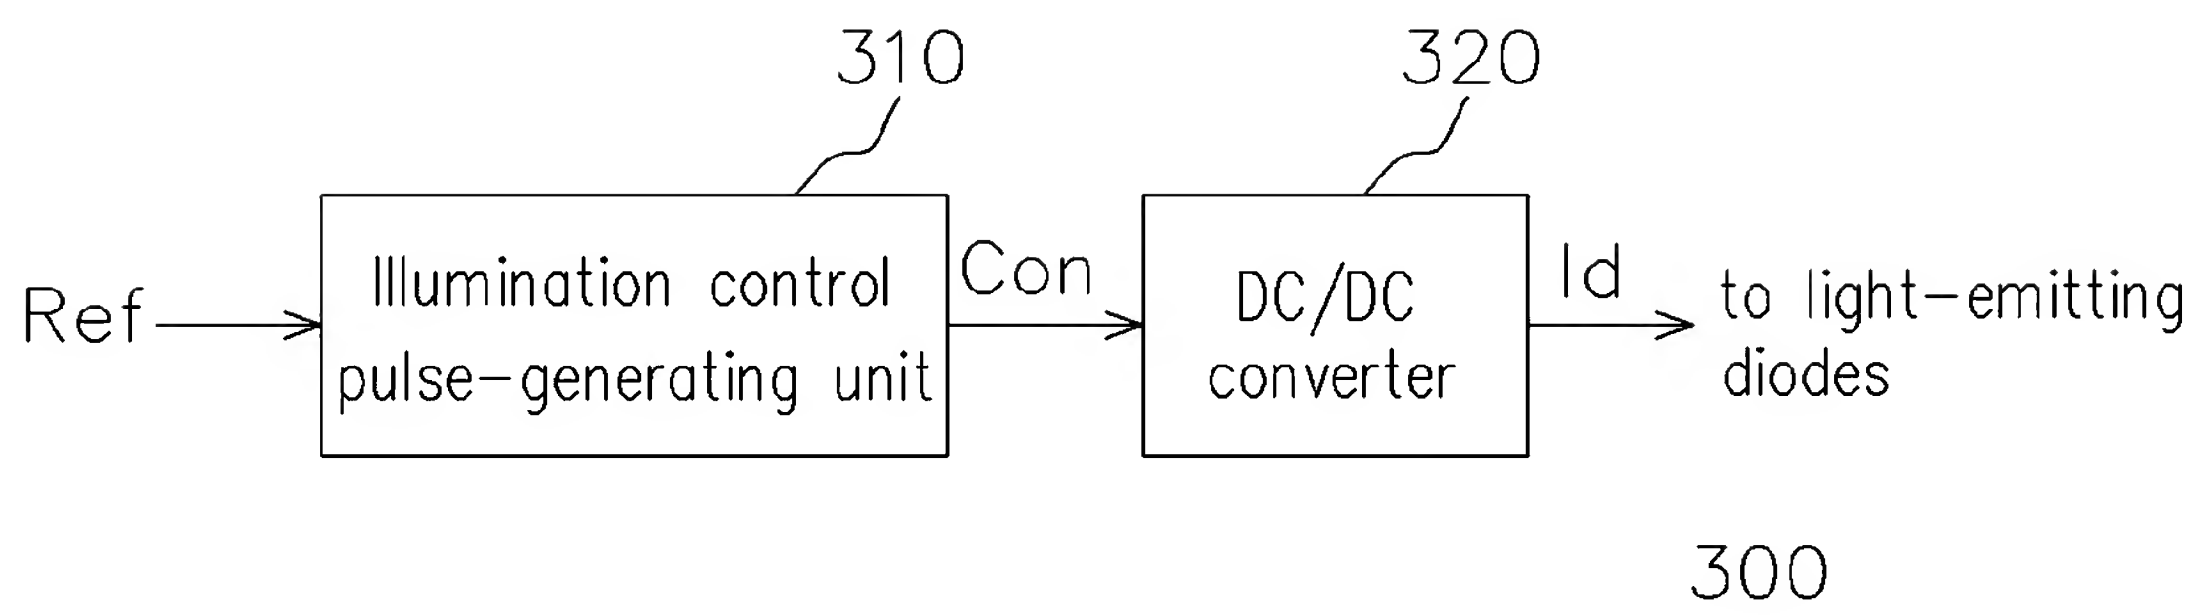 310
320
Ref
Illumination control
pulse-generating unit
Con
DC/DC
converter
Id
to light-emitting
diodes
300